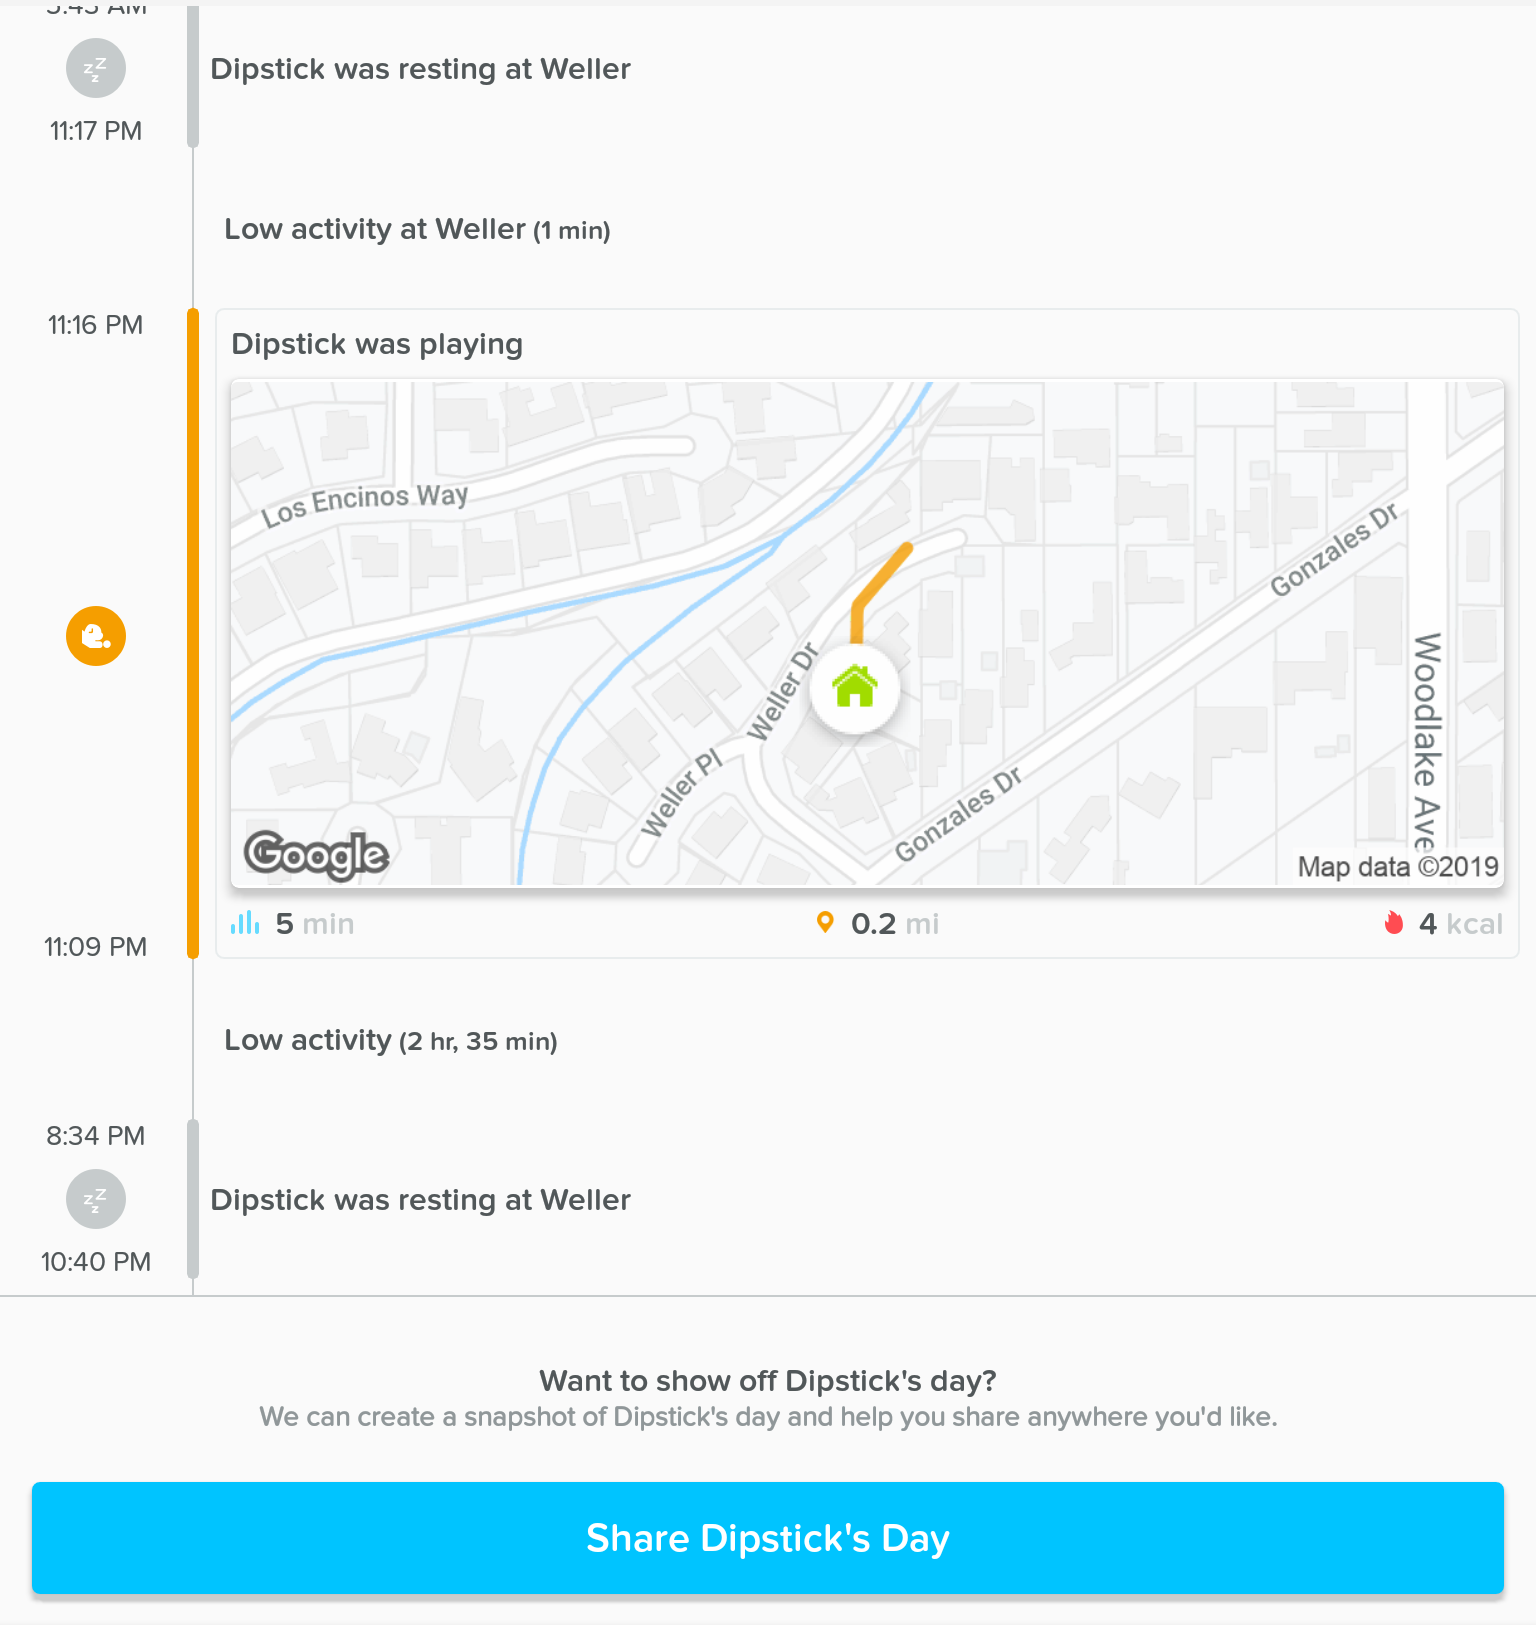 Dipstick was resting at Weller
11:17 PM
Low activity at Weller (1 min)
11:16 PM
Dipstick was playing
Los Encinos Way
Gonzales Dr
Weller Dr
Woodlake Ave
Weller Pl
Gonzales Dr
Google
Map data ©2019
5 min
0.2 mi
4 kcal
11:09 PM
Low activity (2 hr, 35 min)
8:34 PM
Dipstick was resting at Weller
10:40 PM
Want to show off Dipstick's day?
We can create a snapshot of Dipstick's day and help you share anywhere you'd like.
Share Dipstick's Day